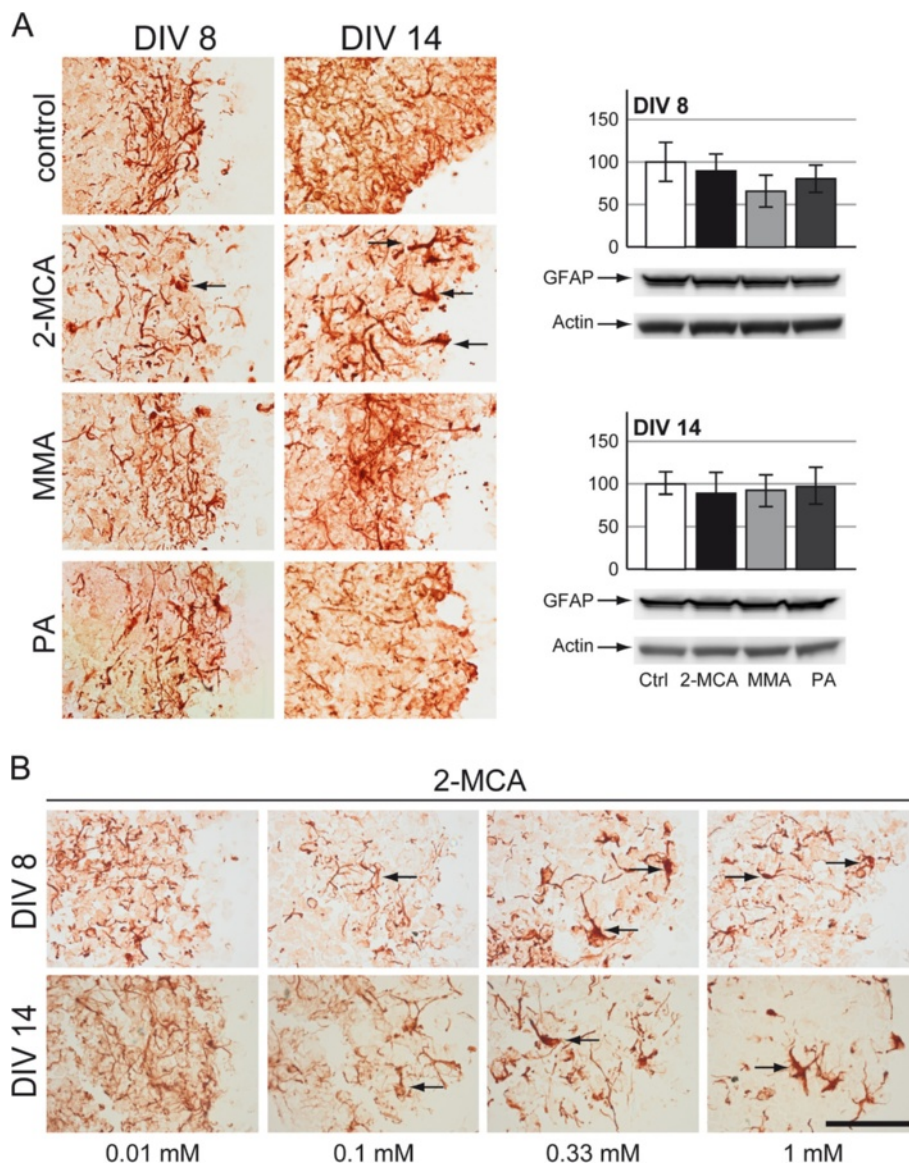 A
DIV 8
DIV 14
control
2-MCA
MMA
PA
DIV 8
150
100
50
0
GFAP
Actin
DIV 14
150
100
50
0
GFAP
Actin
Ctrl 2-MCA MMA PA
B
2-MCA
DIV 8
DIV 14
0.01 mM 0.1 mM 0.33 mM 1 mM